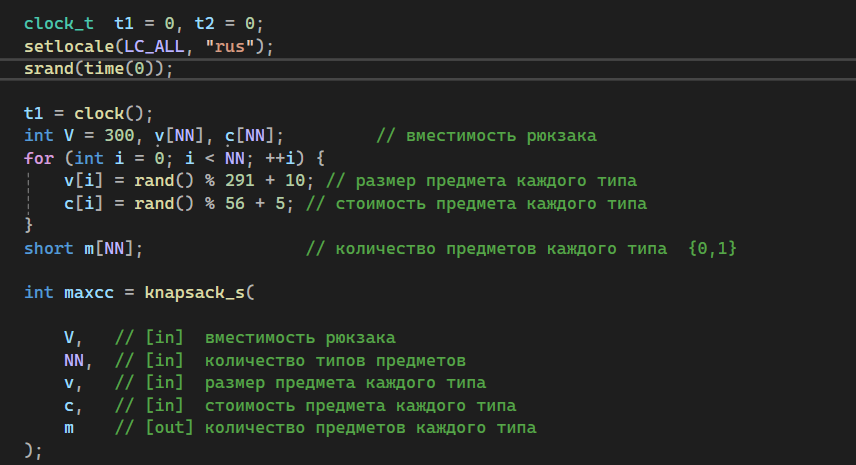 clock_t  t1 = 0, t2 = 0;
setlocale(LC_ALL, "rus");
srand(time(0));
t1 = clock();
int V = 300, v[NN], c[NN];         // вместимость рюкзака
for (int i = 0; i < NN; ++i) {
    v[i] = rand() % 291 + 10; // размер предмета каждого типа
    c[i] = rand() % 56 + 5; // стоимость предмета каждого типа
}
short m[NN];                // количество предметов каждого типа  {0,1}
int maxcc = knapsack_s(
    V,   // [in]  вместимость рюкзака
    NN,  // [in]  количество типов предметов
    v,   // [in]  размер предмета каждого типа
    c,   // [in]  стоимость предмета каждого типа
    m    // [out] количество предметов каждого типа
);